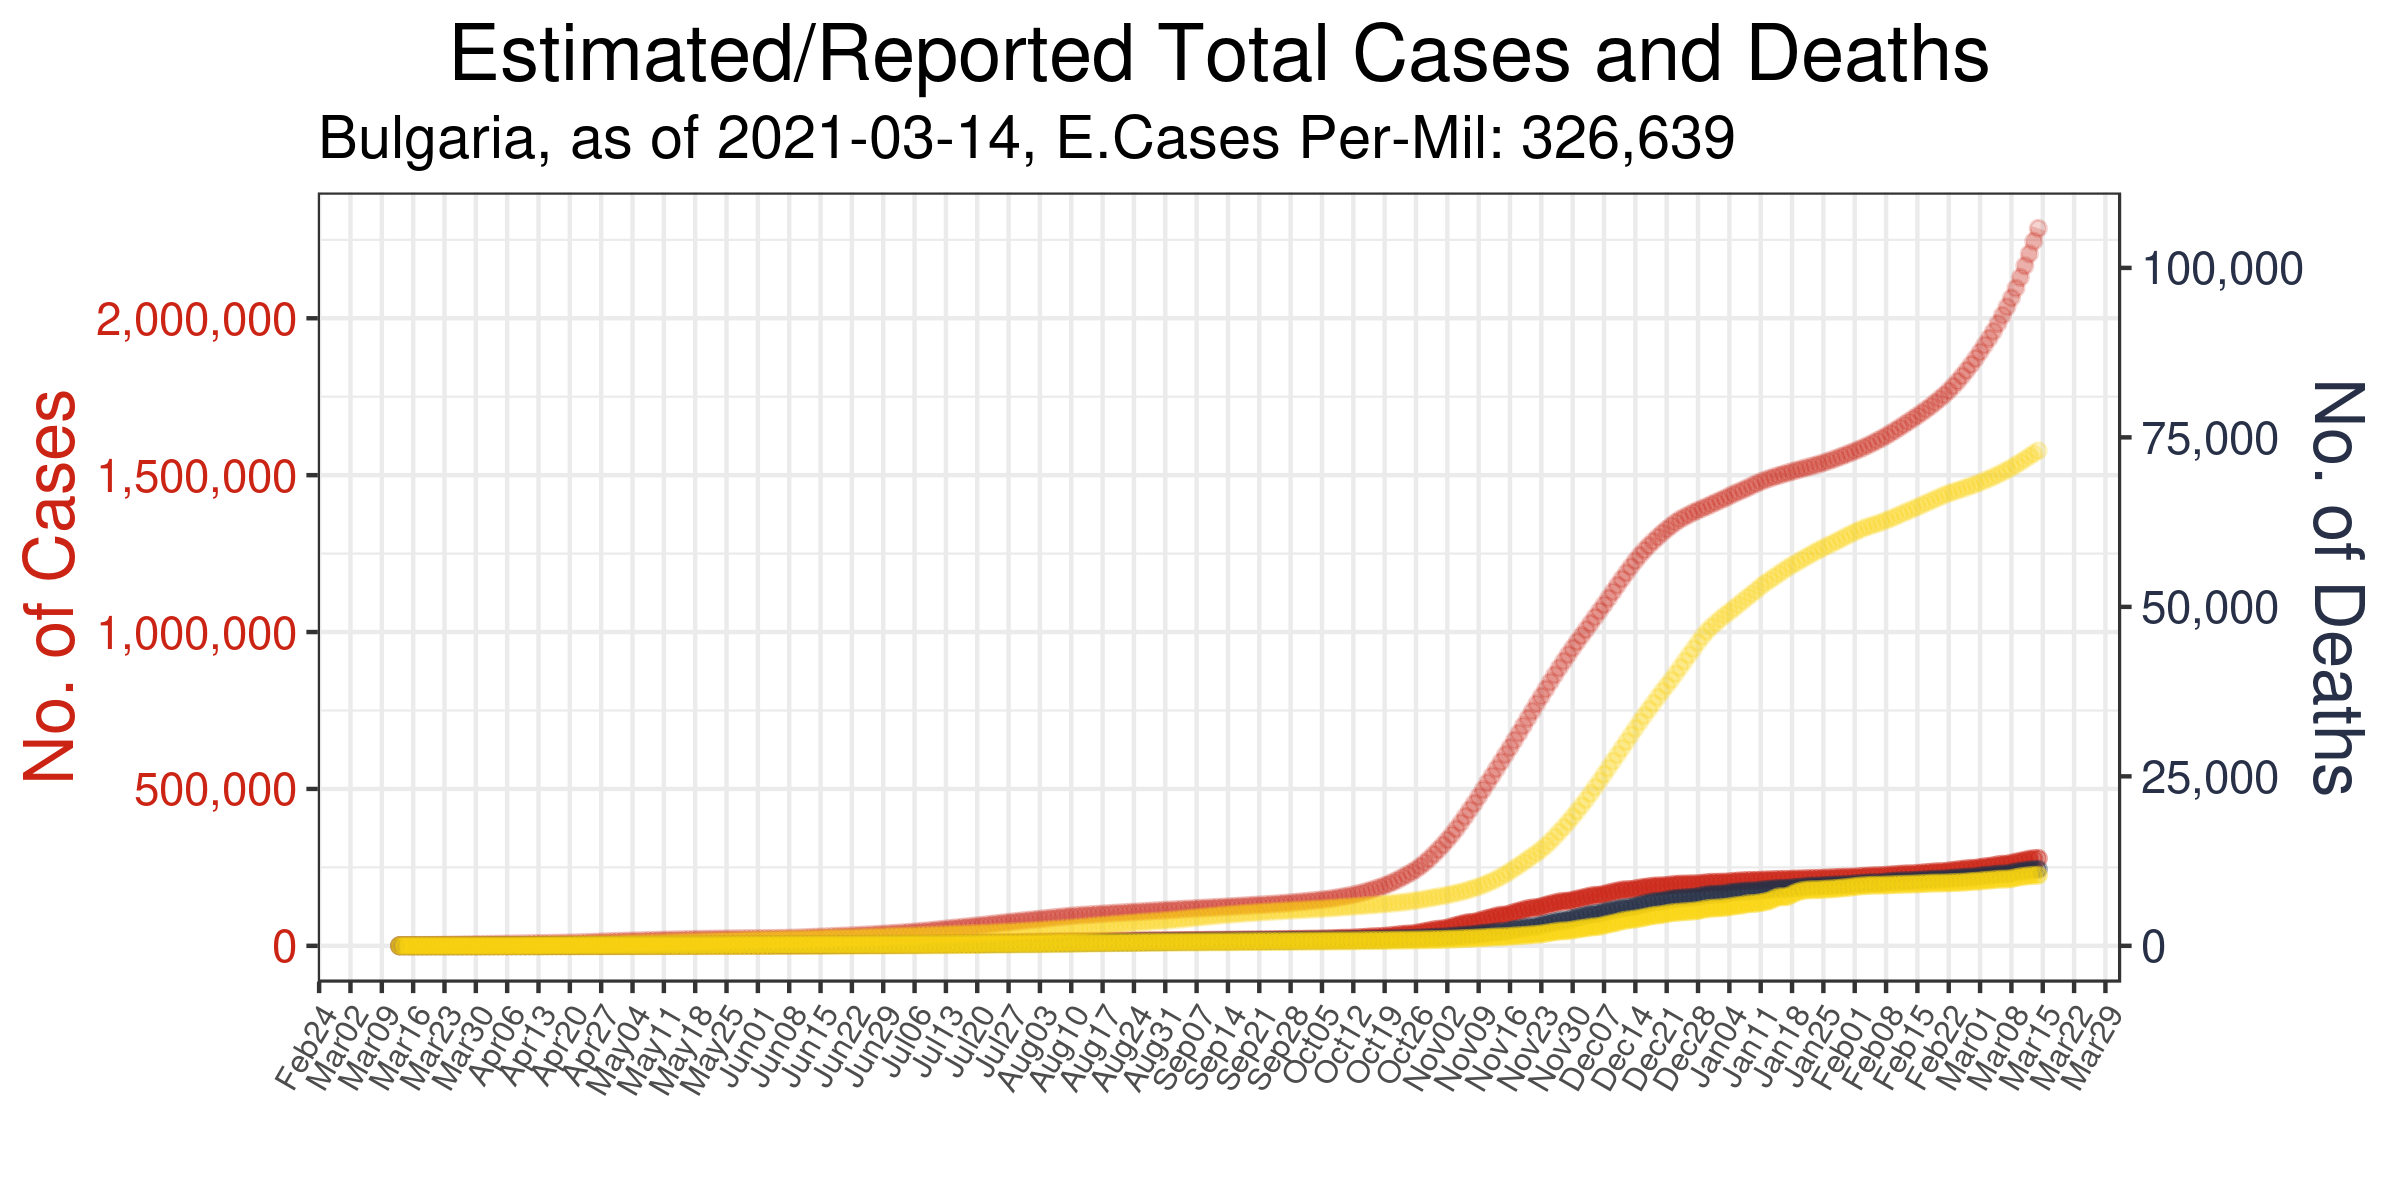 Estimated/Reported Total Cases and Deaths
Bulgaria, as of 2021-03-14, E.Cases Per-Mil: 326,639
No. of Cases
2,000,000
1,500,000
1,000,000
500,000
0
100,000
75,000
50,000
25,000
0
No. of Deaths
Feb24
Mar02
Mar09
Mar16
Mar23
Mar30
Apr06
Apr13
Apr20
Apr27
May04
May11
May18
May25
Jun01
Jun08
Jun15
Jun22
Jun29
Jul06
Jul13
Jul20
Jul27
Aug03
Aug10
Aug17
Aug24
Aug31
Sep07
Sep14
Sep21
Sep28
Oct05
Oct12
Oct19
Oct26
Nov02
Nov09
Nov16
Nov23
Nov30
Dec07
Dec14
Dec21
Dec28
Jan04
Jan11
Jan18
Jan25
Feb01
Feb08
Feb15
Feb22
Mar01
Mar08
Mar15
Mar22
Mar29